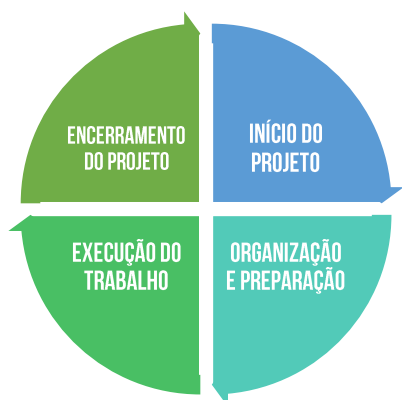 INÍCIO DO
PROJETO
ORGANIZAÇÃO
E PREPARAÇÃO
EXECUÇÃO DO
TRABALHO
ENCERRAMENTO
DO PROJETO